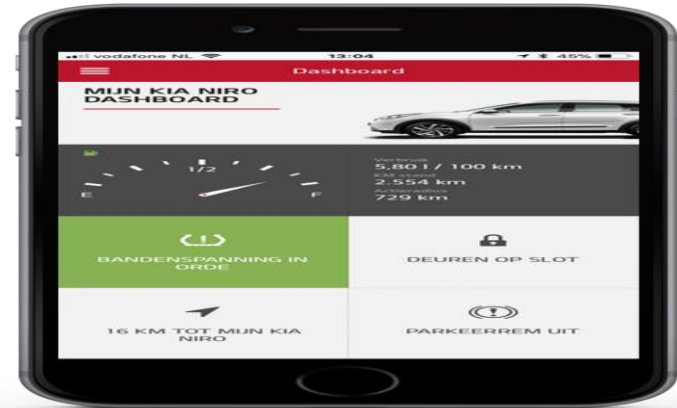 vodafone NL
13:04
45%
Dashboard
MIJN KIA NIRO
DASHBOARD
1/2
E
F
Verbruik
5,80 l / 100 km
KM stand
2.554 km
Actieradius
729 km
BANDENSPANNING IN
ORDE
DEUREN OP SLOT
16 KM TOT MIJN KIA
NIRO
PARKEERREM UIT